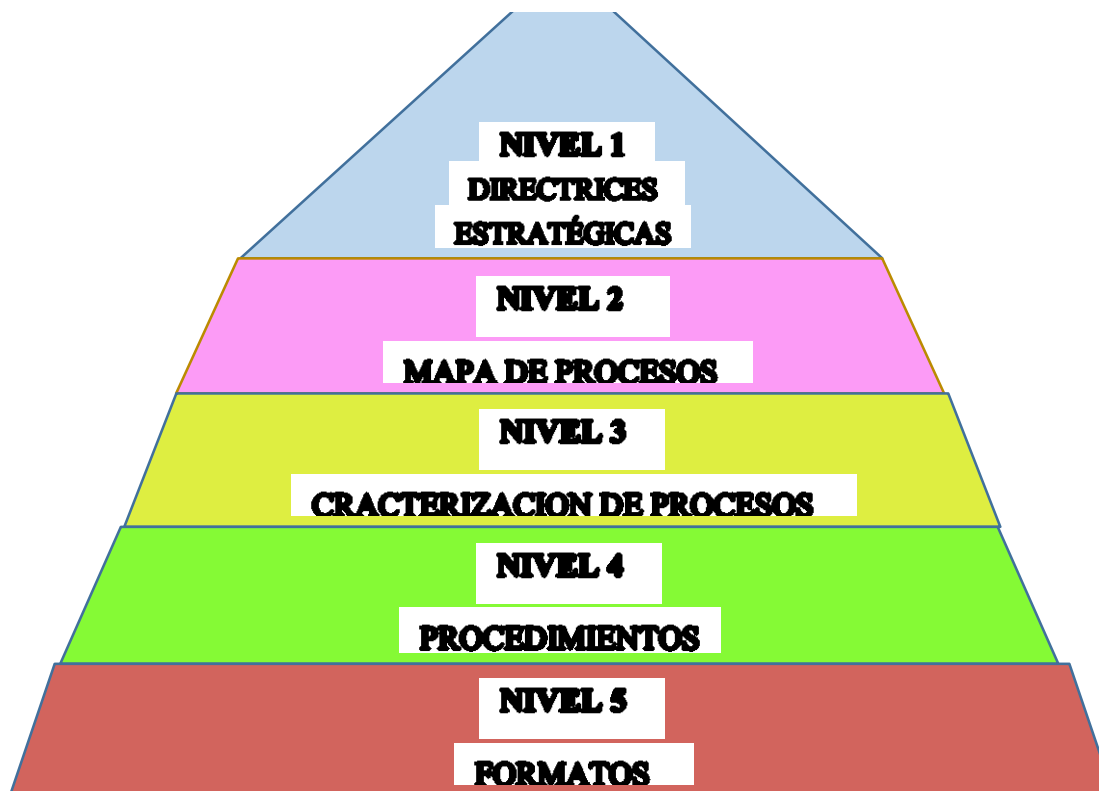 NIVEL 1
DIRECTRICES
ESTRATÉGICAS
NIVEL 2
MAPA DE PROCESOS
NIVEL 3
CRACTERIZACION DE PROCESOS
NIVEL 4
PROCEDIMIENTOS
NIVEL 5
FORMATOS